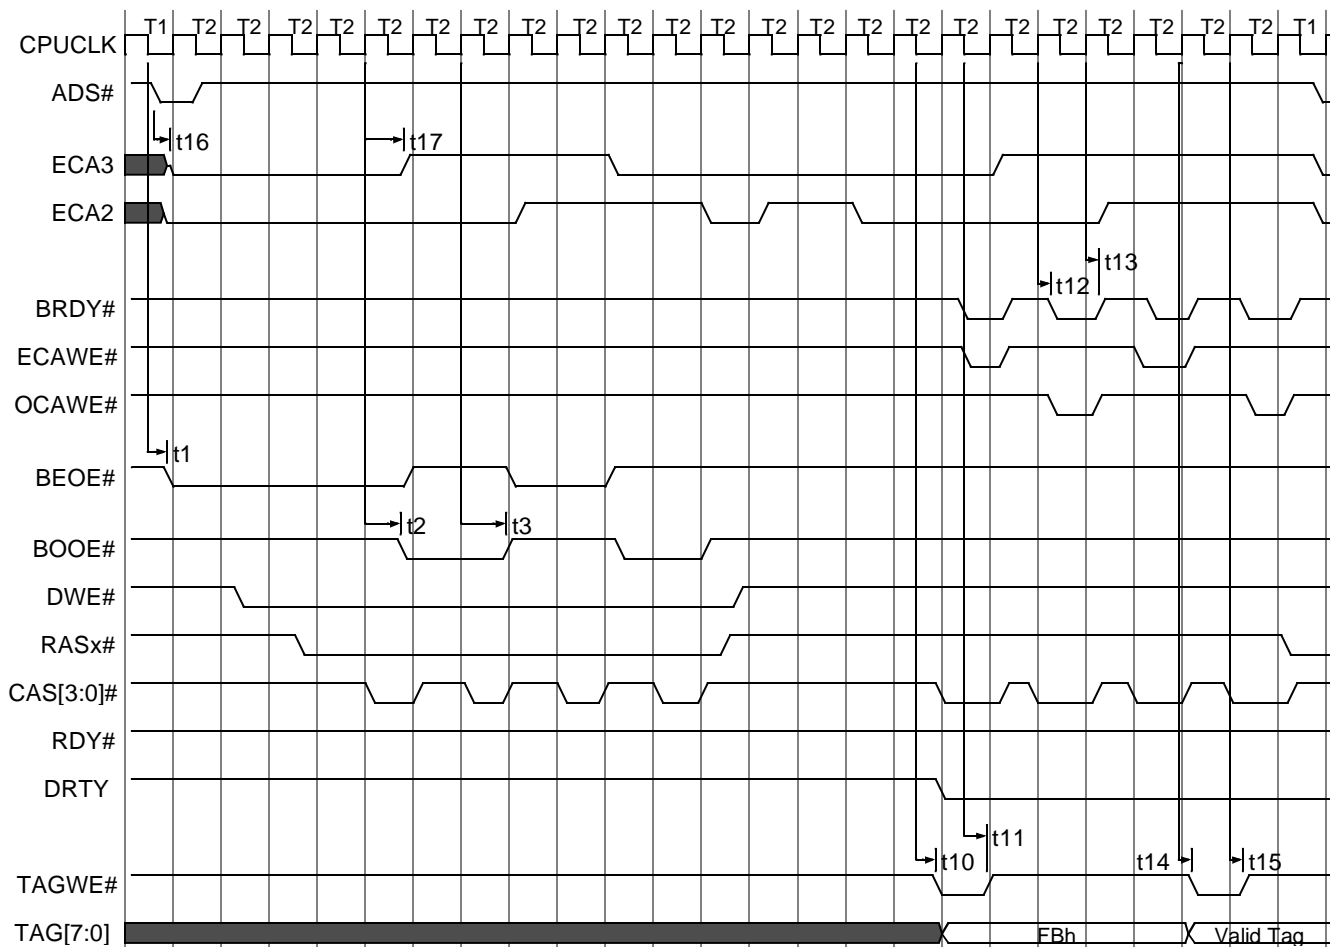 CPUCLK T1 T2 T2 T2 T2 T2 T2 T2 T2 T2 T2 T2 T2 T2 T2 T2 T2 T2 T2 T2 T2 T2 T2 T2 T1
ADS#
t16 t17
ECA3
ECA2
t13
t12
BRDY#
ECAWE#
OCAWE#
t1
BEOE#
t2 t3
BOOE#
DWE#
RASx#
CAS[3:0]#
RDY#
DRTY
t11
t10 t14 t15
TAGWE#
TAG[7:0] FBh Valid Tag